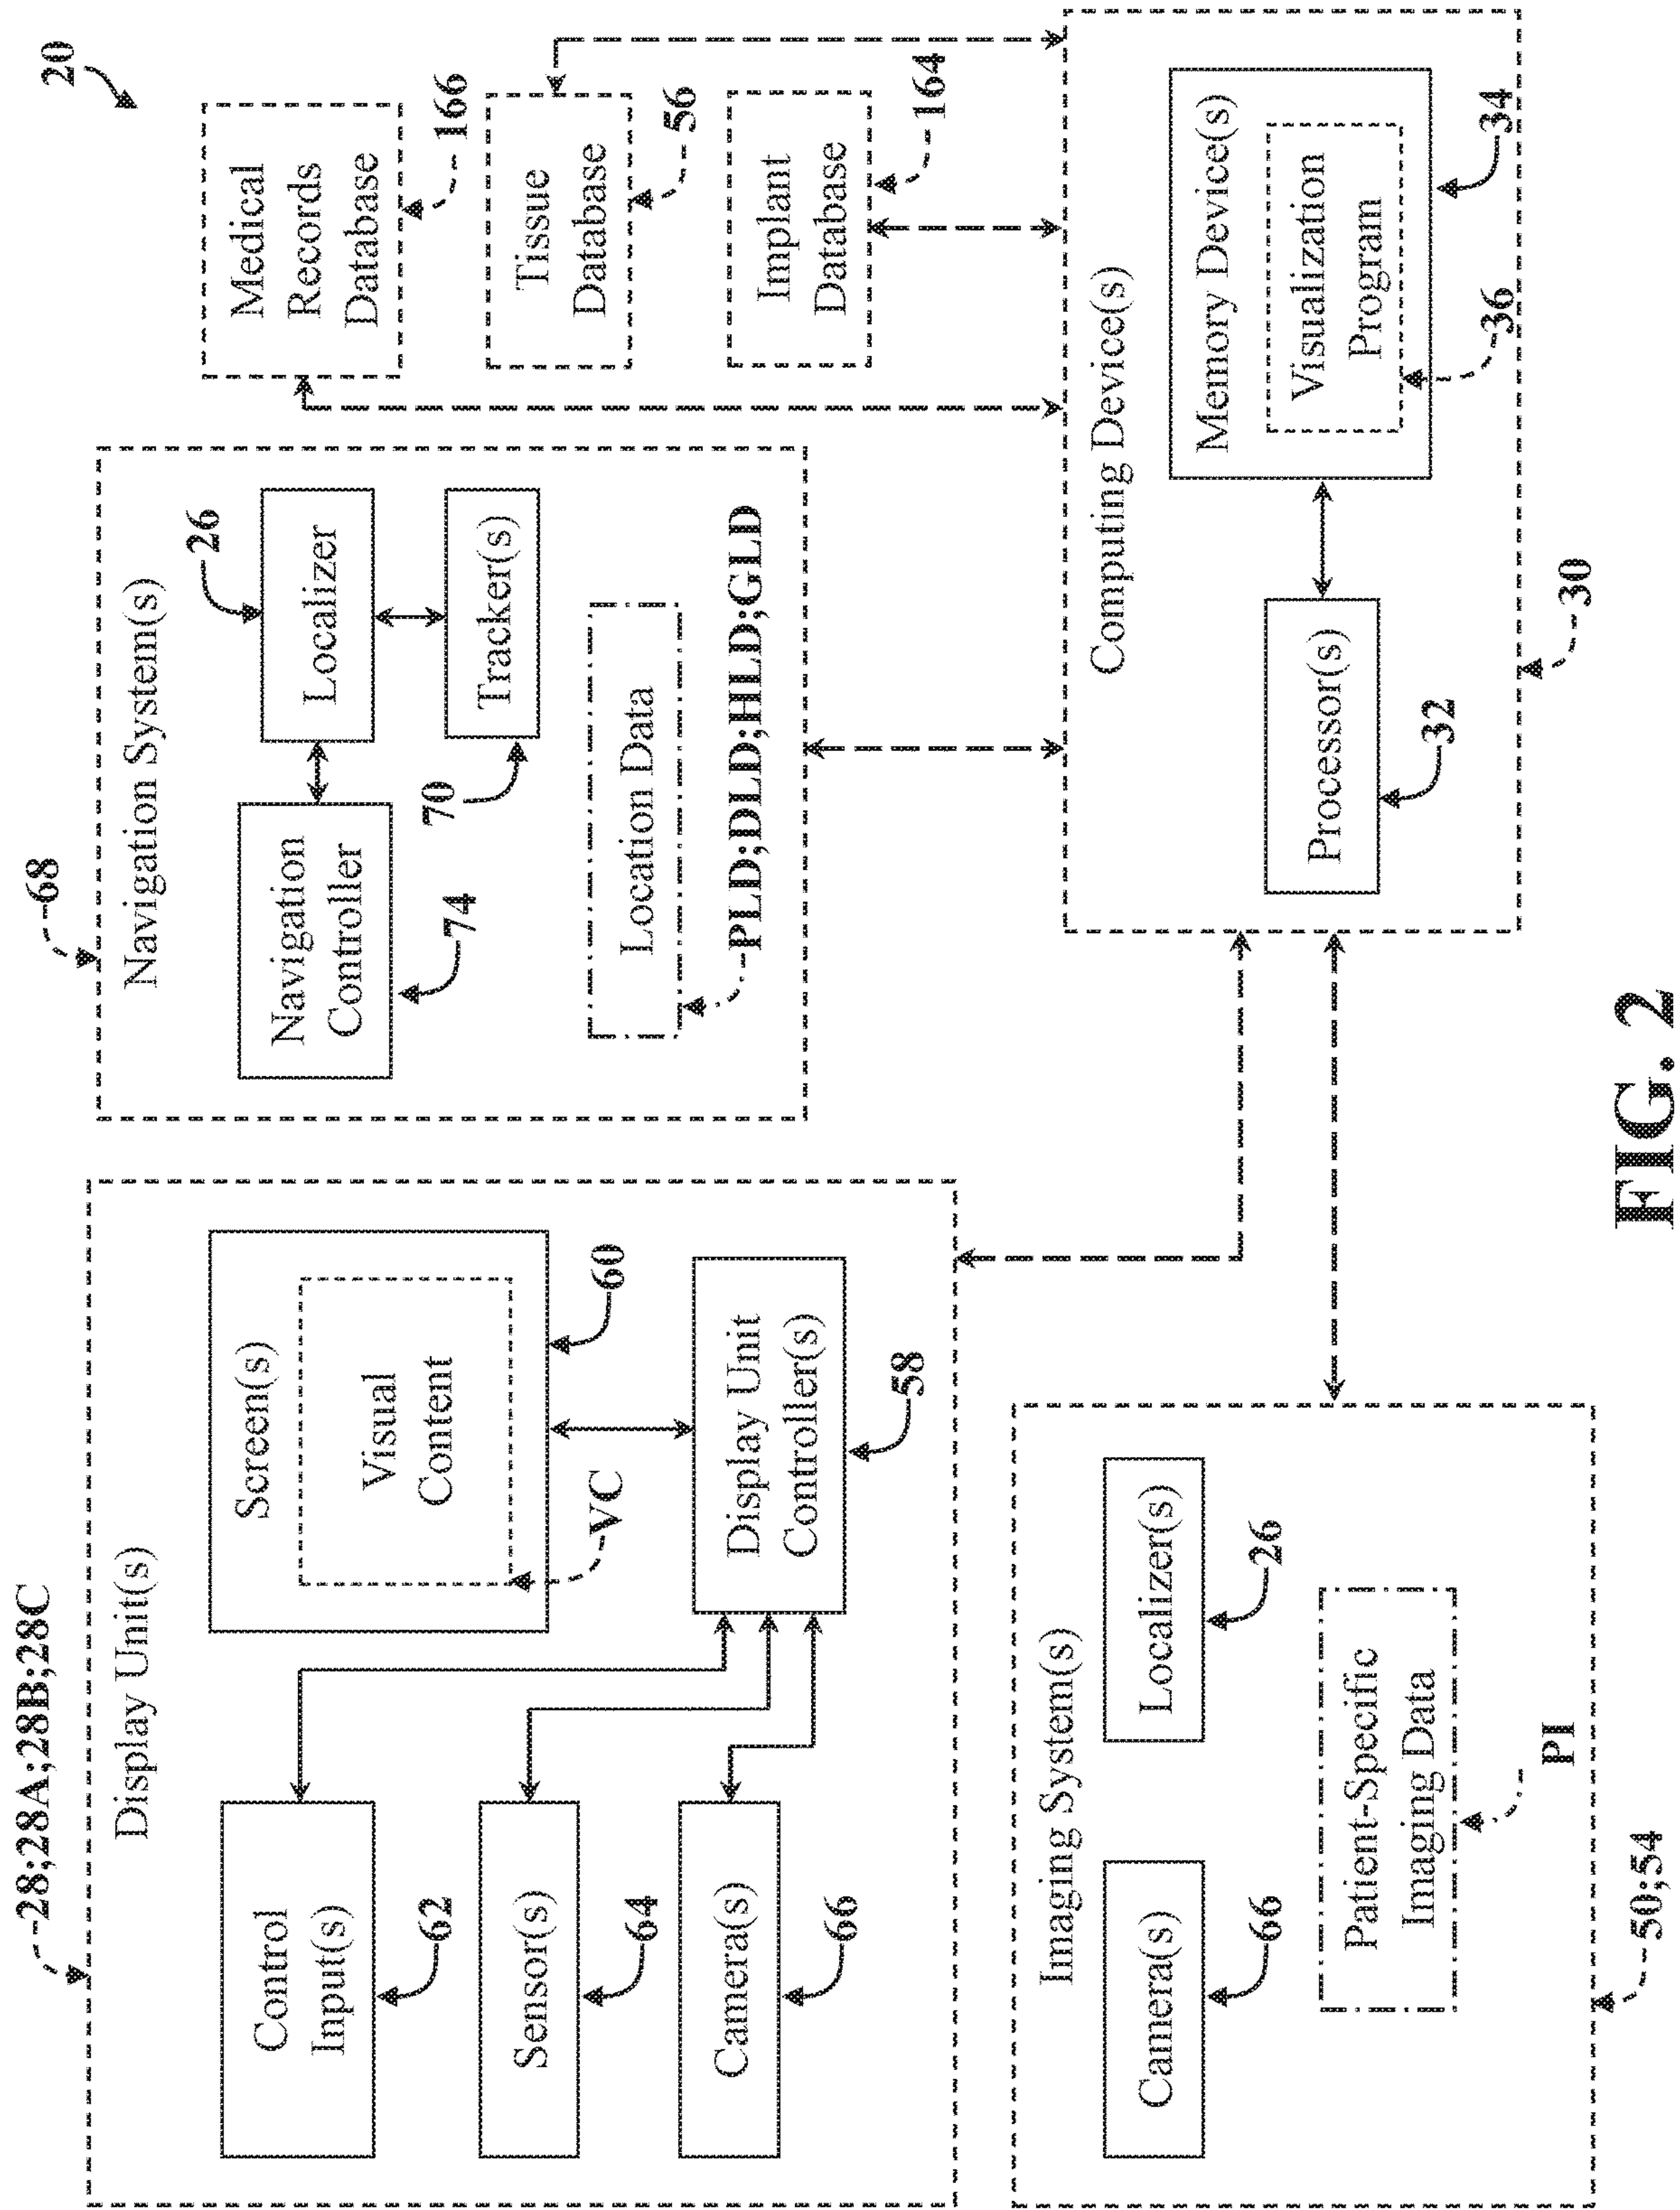 20
28;28A;28B;28C
Display Unit(s)
Control
Input(s)
62
Sensor(s)
64
Camera(s)
66
Screen(s)
Visual
Content
VC
60
Display Unit
Controller(s)
58
68
Navigation System(s)
Navigation
Controller
74
Localizer
26
Tracker(s)
70
Location Data
PLD;DLD;HLD;GLD
Medical
Records
Database
166
Tissue
Database
56
Implant
Database
164
Imaging System(s)
Camera(s)
66
Localizer(s)
26
Patient-Specific
Imaging Data
PI
50;54
Computing Device(s)
Processor(s)
32
Memory Device(s)
Visualization
Program
36
34
30
FIG. 2